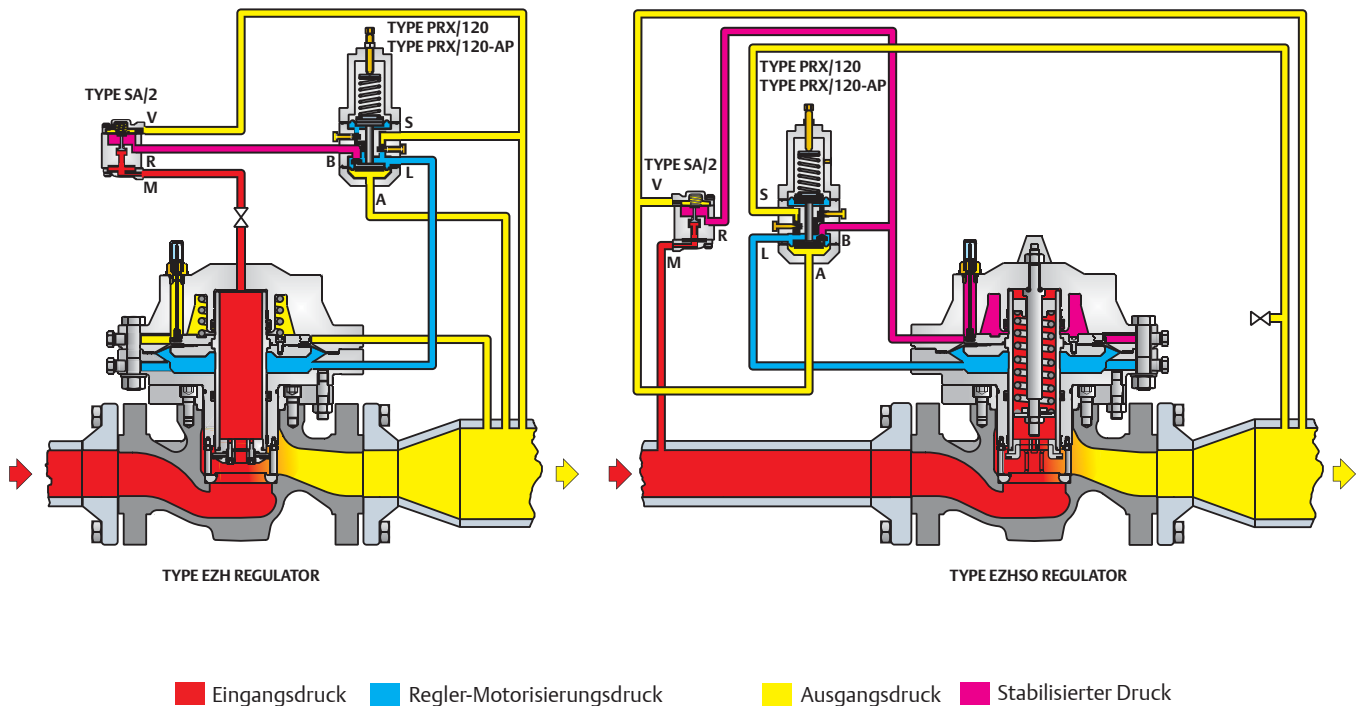 TYPE PRX/120
TYPE PRX/120-AP
TYPE SA/2
V
S
R
B
L
M
A
TYPE EZH REGULATOR
TYPE PRX/120
TYPE PRX/120-AP
TYPE SA/2
V
S
R
B
L
M
A
TYPE EZHSO REGULATOR
Eingangsdruck
Regler-Motorisierungsdruck
Ausgangsdruck
Stabilisierter Druck